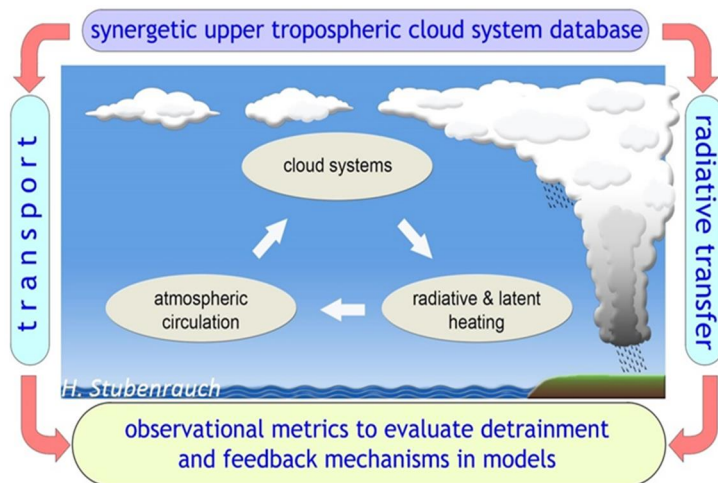 synergetic upper tropospheric cloud system database
transport
radiative transfer
cloud systems
atmospheric
circulation
radiative & latent
heating
H. Stubenrauch
observational metrics to evaluate detrainment
and feedback mechanisms in models